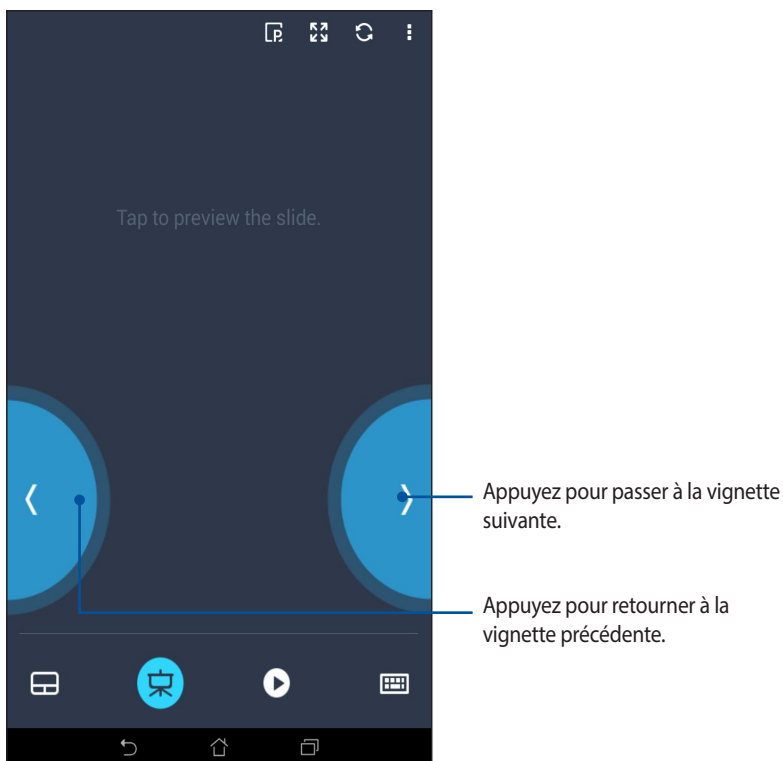 Tap to preview the slide.
Appuyez pour passer à la vignette
suivante.
Appuyez pour retourner à la
vignette précédente.